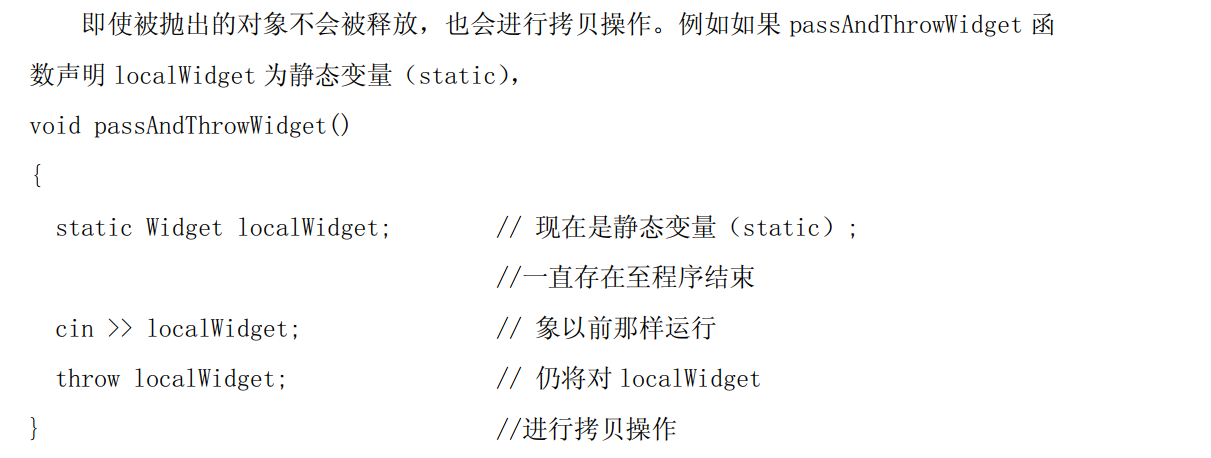 即使被抛出的对象不会被释放，也会进行拷贝操作。例如如果 passAndThrowWidget 函
数声明 localWidget 为静态变量（static），
void passAndThrowWidget()
{
static Widget localWidget; // 现在是静态变量（static）;
//一直存在至程序结束
cin >> localWidget; // 象以前那样运行
throw localWidget; // 仍将对 localWidget
} //进行拷贝操作